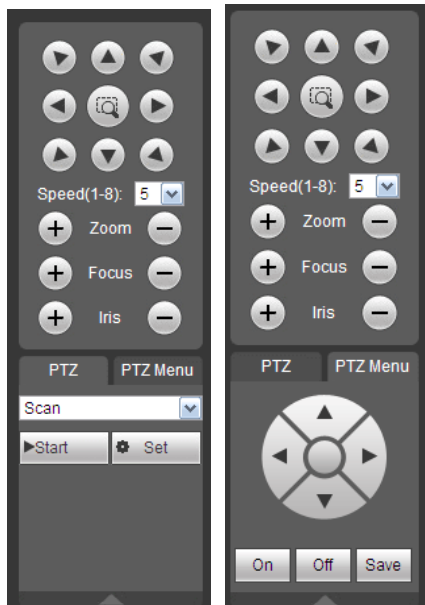 Speed(1-8): 5
Zoom
Focus
Iris
PTZ PTZ Menu
Scan
Start Set
Speed(1-8): 5
Zoom
Focus
Iris
PTZ PTZ Menu
On Off Save